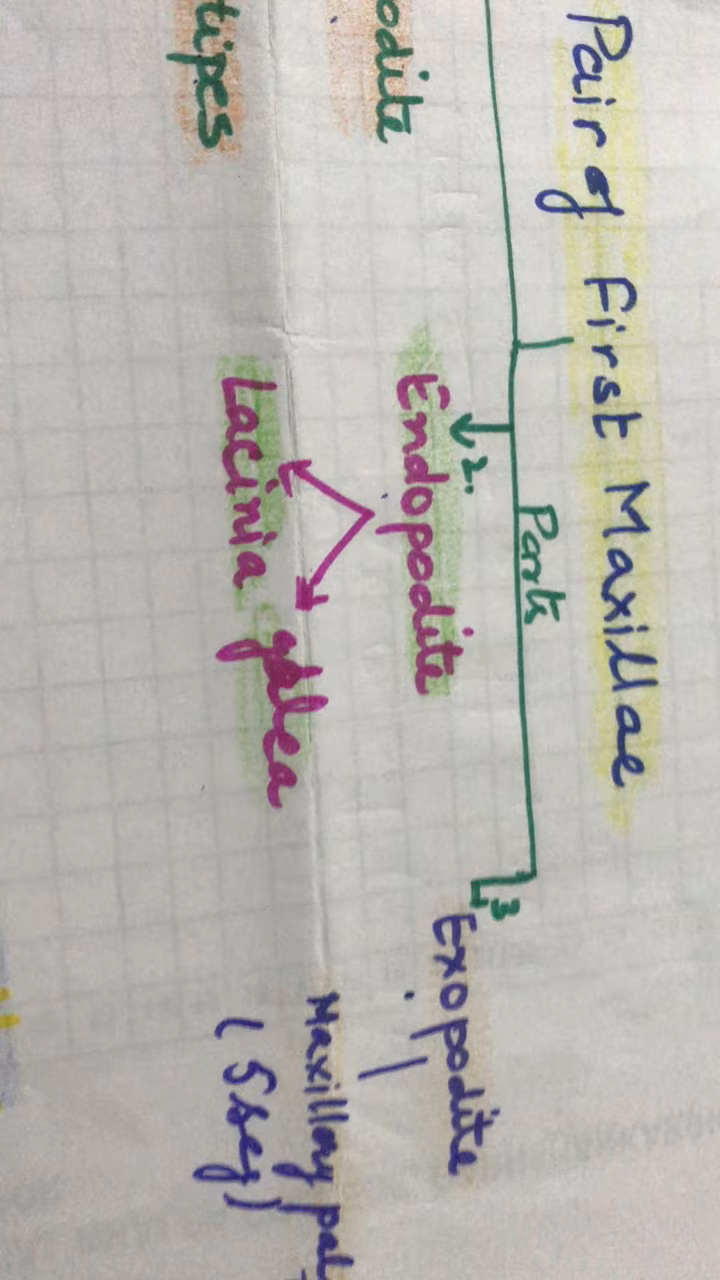 Pair of First Maxillae
Parts
2.
3
odite
Endopodite
Exopodite
tipes
Lacinia galea
Maxillary pal
(5 seg)